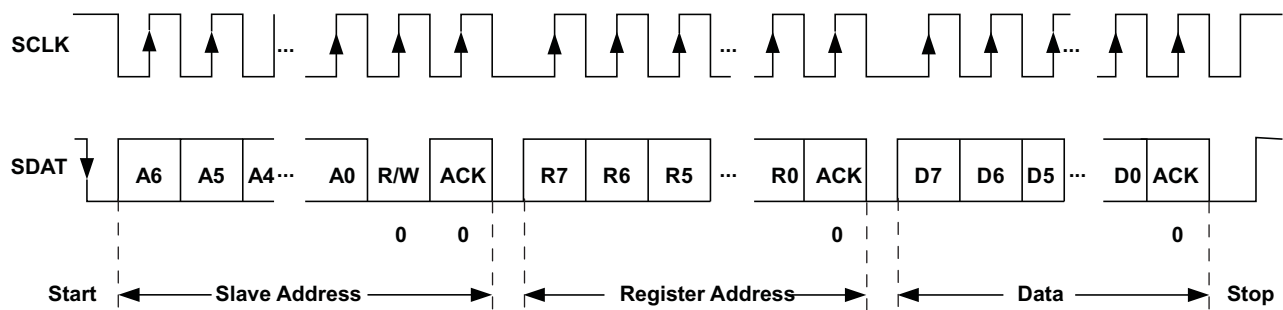 SCLK
... ... ...
SDAT A6 A5 A4 ... A0 R/W ACK R7 R6 R5 ... R0 ACK D7 D6 D5 ... D0 ACK
0 0 0 0
Start Slave Address Register Address Data Stop